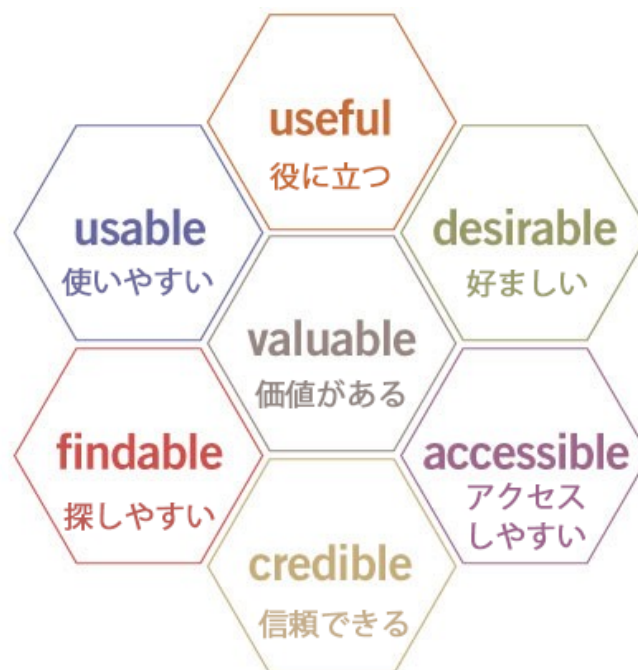 useful
役に立つ
usable
使いやすい
desirable
好ましい
valuable
価値がある
findable
探しやすい
accessible
アクセス
しやすい
credible
信頼できる